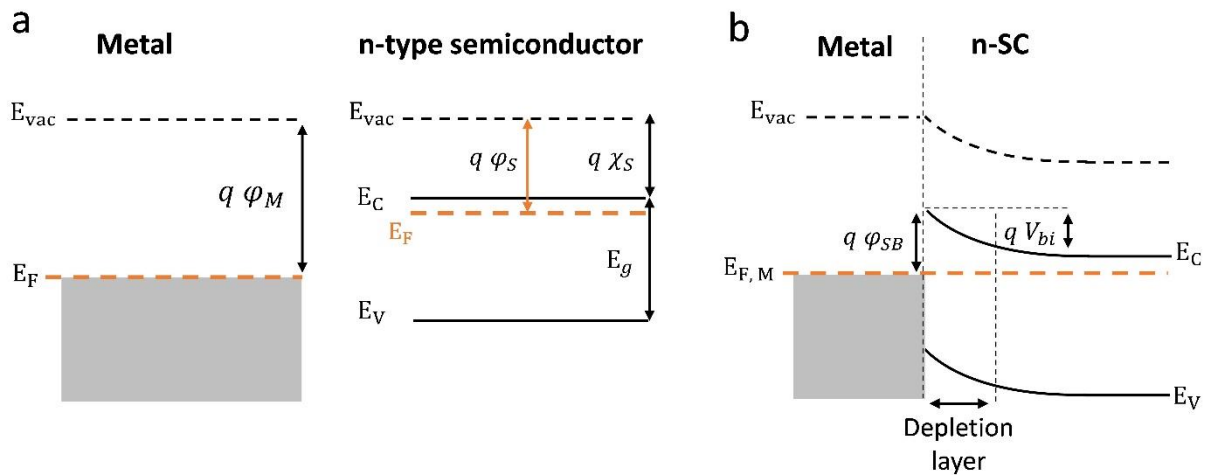 a
Metal
n-type semiconductor
E_vac
q φ_M
E_F
E_vac
q φ_S
q χ_S
E_C
E_F
E_g
E_V
b
Metal
n-SC
E_vac
q φ_SB
q V_bi
E_C
E_F, M
E_V
Depletion
layer